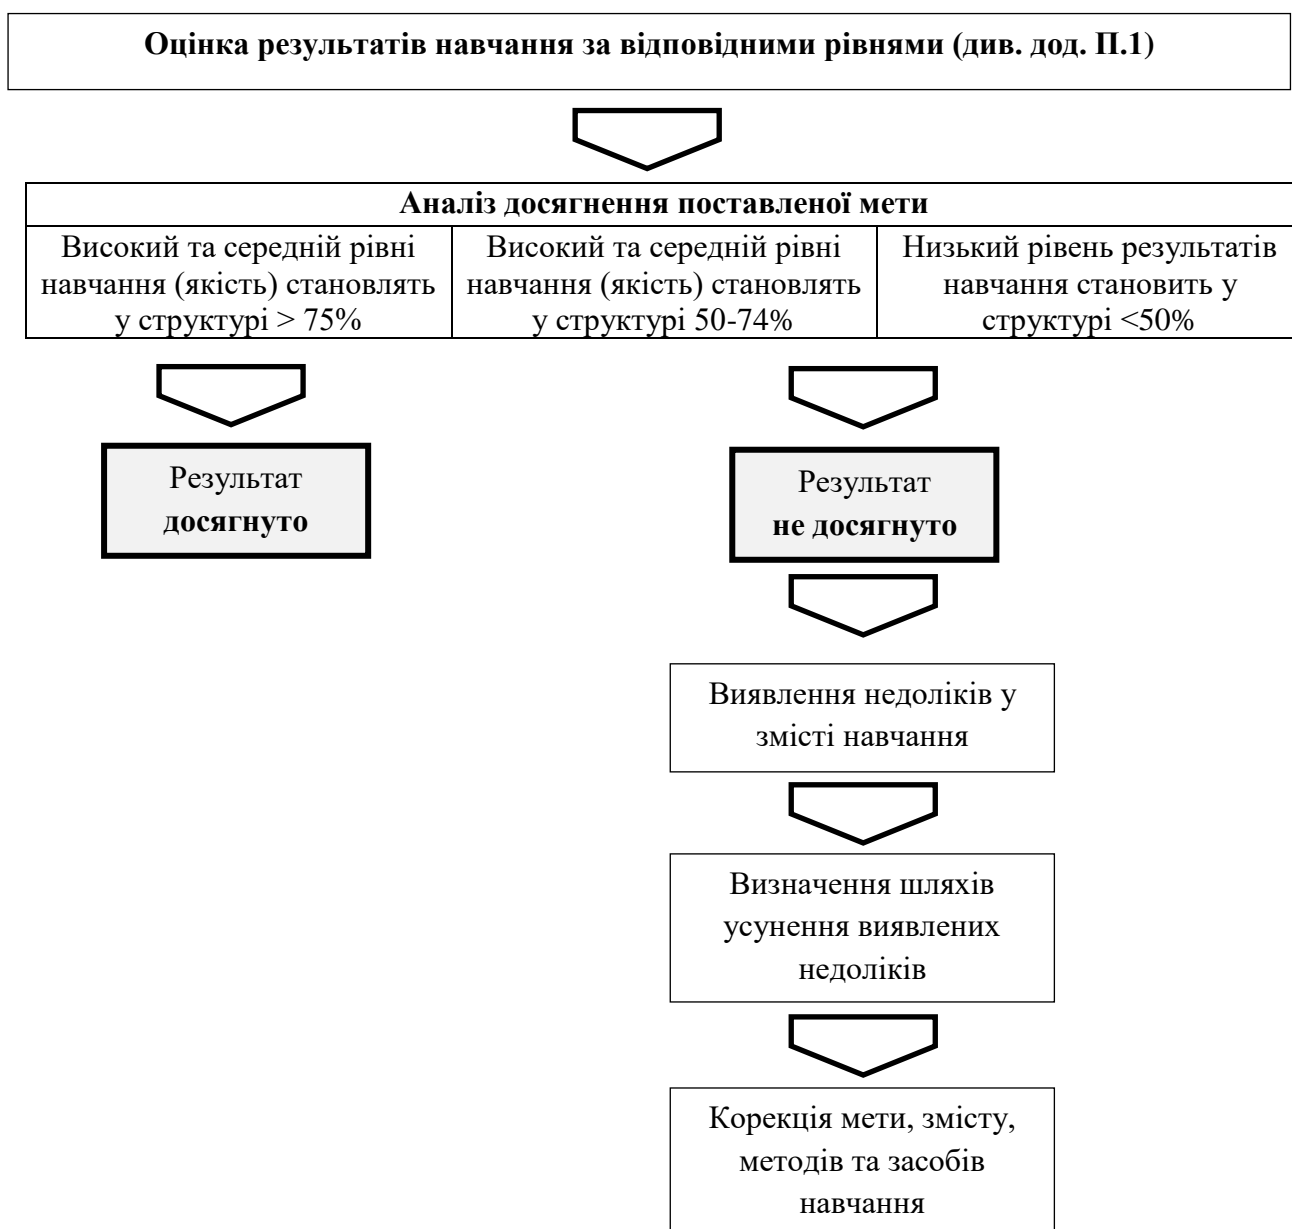 Оцінка результатів навчання за відповідними рівнями (див. дод. П.1)
Аналіз досягнення поставленої мети
Високий та середній рівні
навчання (якість) становлять
у структурі > 75%
Високий та середній рівні
навчання (якість) становлять
у структурі 50-74%
Низький рівень результатів
навчання становить у
структурі <50%
Результат
досягнуто
Результат
не досягнуто
Виявлення недоліків у
змісті навчання
Визначення шляхів
усунення виявлених
недоліків
Корекція мети, змісту,
методів та засобів
навчання